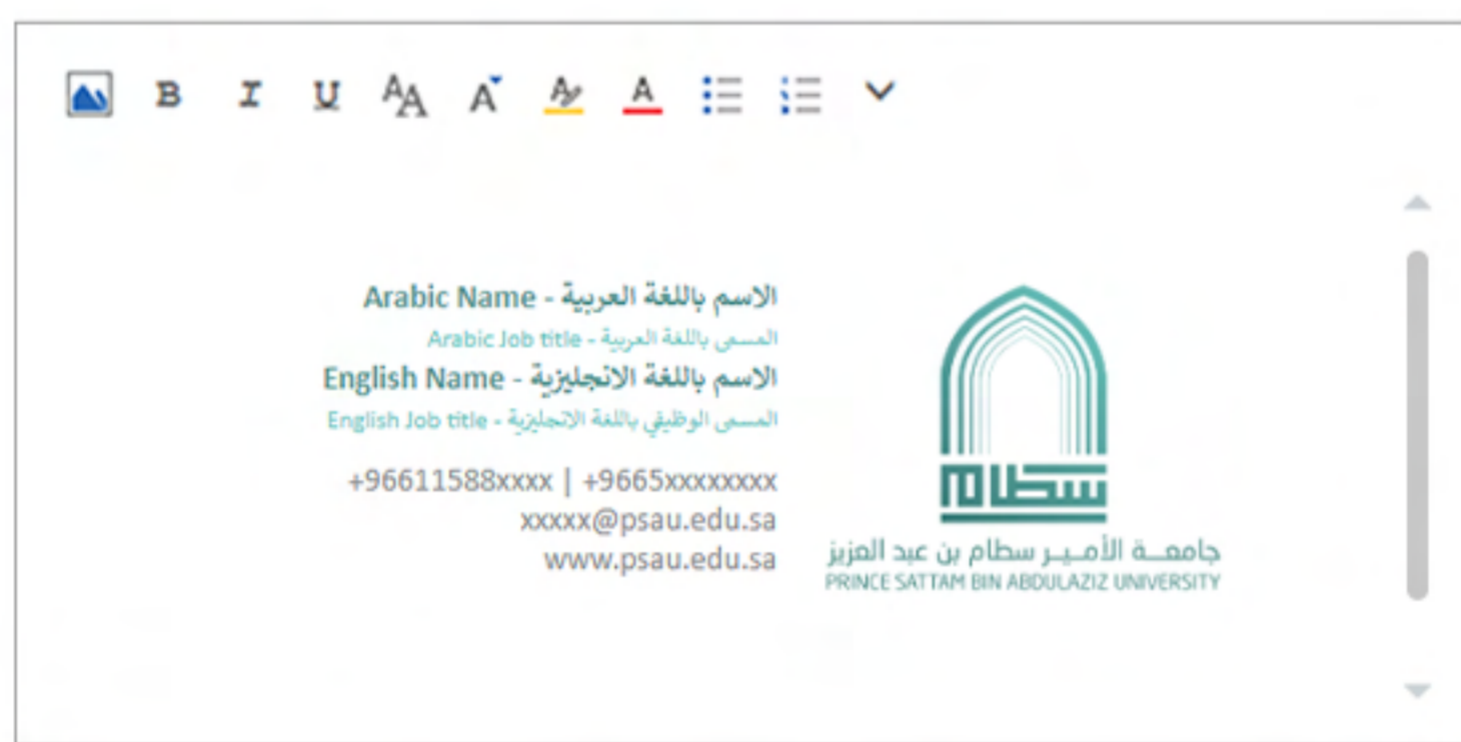 الاسم باللغة العربية - Arabic Name
المسمى باللغة العربية - Arabic Job title
الاسم باللغة الانجليزية - English Name
المسمى الوظيفي باللغة الانجليزية - English Job title
+96611588xxxx | +9665xxxxxxxx
xxxxx@psau.edu.sa
www.psau.edu.sa
سطام
جامعــة الأميــر سطام بن عبد العزيز
PRINCE SATTAM BIN ABDULAZIZ UNIVERSITY